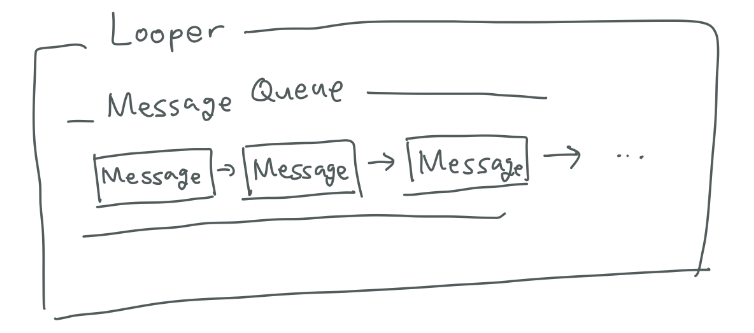 Looper
Message Queue
Message → Message → Message → ...